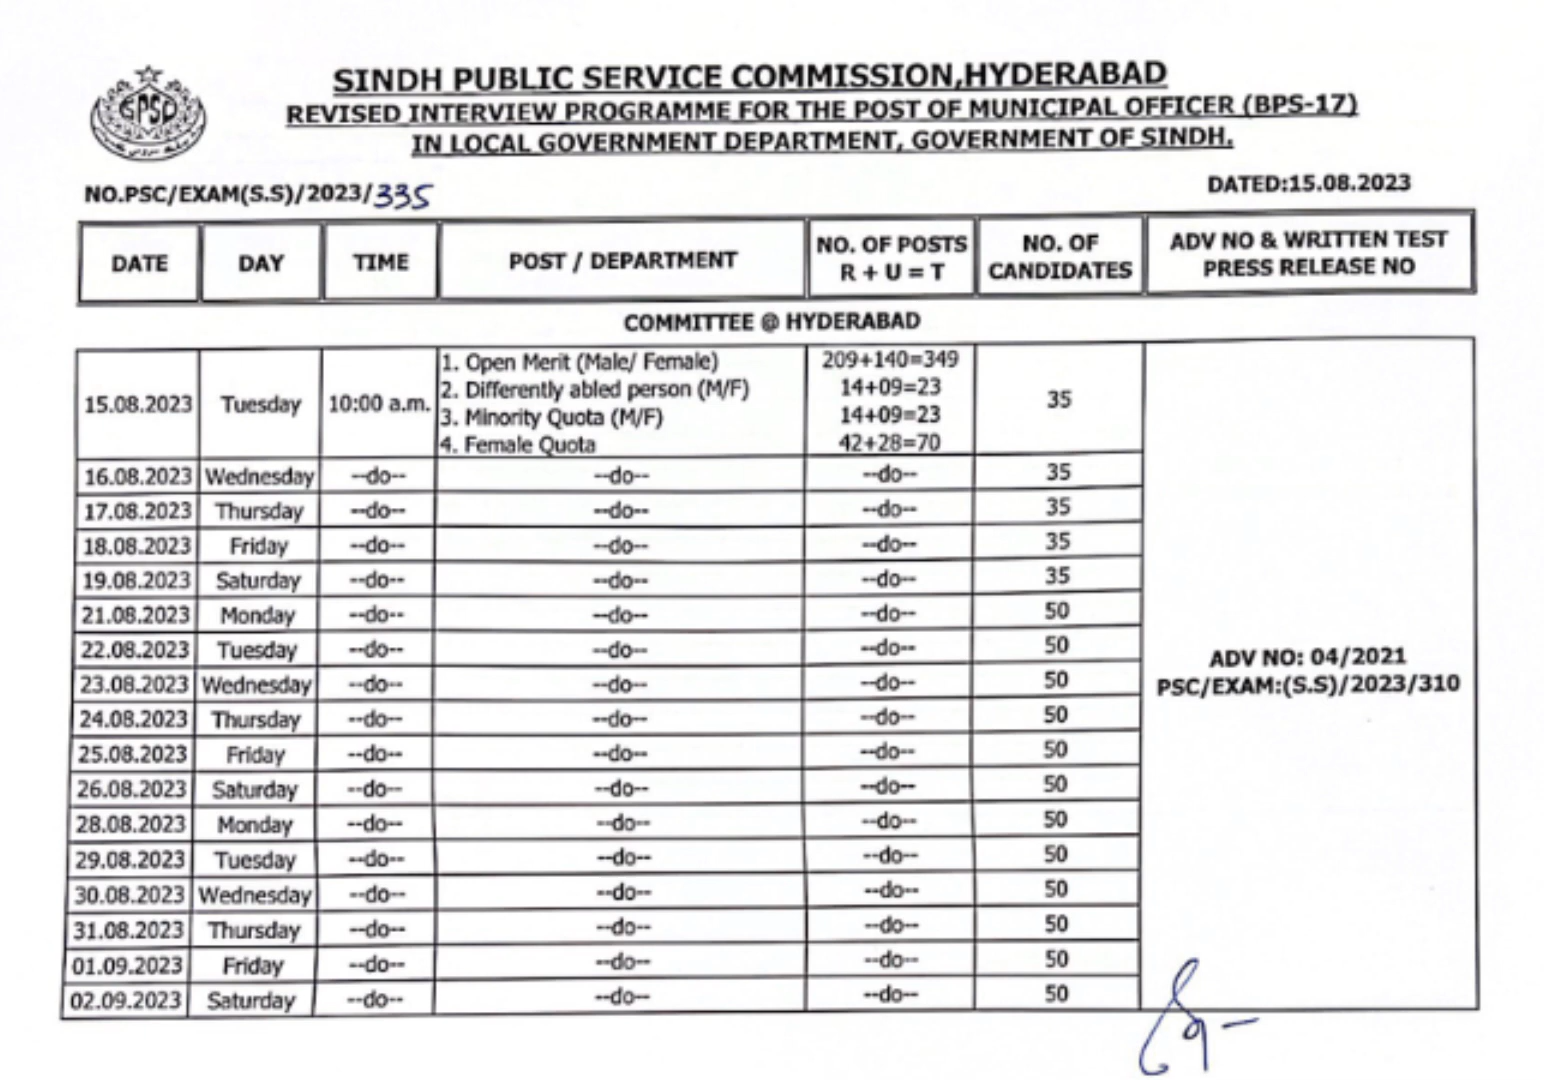 SPSC
SINDH PUBLIC SERVICE COMMISSION,HYDERABAD
REVISED INTERVIEW PROGRAMME FOR THE POST OF MUNICIPAL OFFICER (BPS-17)
IN LOCAL GOVERNMENT DEPARTMENT, GOVERNMENT OF SINDH.
NO.PSC/EXAM(S.S)/2023/335 DATED:15.08.2023
DATE DAY TIME POST / DEPARTMENT NO. OF POSTS R + U = T NO. OF CANDIDATES ADV NO & WRITTEN TEST PRESS RELEASE NO
COMMITTEE @ HYDERABAD
15.08.2023 Tuesday 10:00 a.m.
1. Open Merit (Male/ Female) 209+140=349
2. Differently abled person (M/F) 14+09=23
3. Minority Quota (M/F) 14+09=23
4. Female Quota 42+28=70
35
16.08.2023 Wednesday --do-- --do-- --do-- 35
17.08.2023 Thursday --do-- --do-- --do-- 35
18.08.2023 Friday --do-- --do-- --do-- 35
19.08.2023 Saturday --do-- --do-- --do-- 35
21.08.2023 Monday --do-- --do-- --do-- 50
22.08.2023 Tuesday --do-- --do-- --do-- 50
23.08.2023 Wednesday --do-- --do-- --do-- 50
24.08.2023 Thursday --do-- --do-- --do-- 50
25.08.2023 Friday --do-- --do-- --do-- 50
26.08.2023 Saturday --do-- --do-- --do-- 50
28.08.2023 Monday --do-- --do-- --do-- 50
29.08.2023 Tuesday --do-- --do-- --do-- 50
30.08.2023 Wednesday --do-- --do-- --do-- 50
31.08.2023 Thursday --do-- --do-- --do-- 50
01.09.2023 Friday --do-- --do-- --do-- 50
02.09.2023 Saturday --do-- --do-- --do-- 50
ADV NO: 04/2021
PSC/EXAM:(S.S)/2023/310